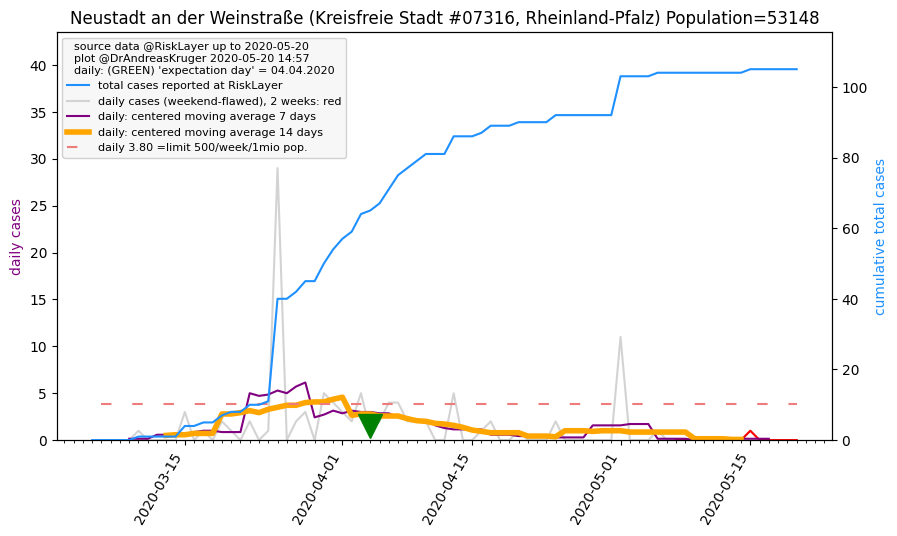 Neustadt an der Weinstraße (Kreisfreie Stadt #07316, Rheinland-Pfalz) Population=53148
source data @RiskLayer up to 2020-05-20
plot @DrAndreasKruger 2020-05-20 14:57
daily: (GREEN) 'expectation day' = 04.04.2020
total cases reported at RiskLayer
daily cases (weekend-flawed), 2 weeks: red
daily: centered moving average 7 days
daily: centered moving average 14 days
daily 3.80 =limit 500/week/1mio pop.
daily cases
40
35
30
25
20
15
10
5
0
cumulative total cases
100
80
60
40
20
0
2020-03-15
2020-04-01
2020-04-15
2020-05-01
2020-05-15